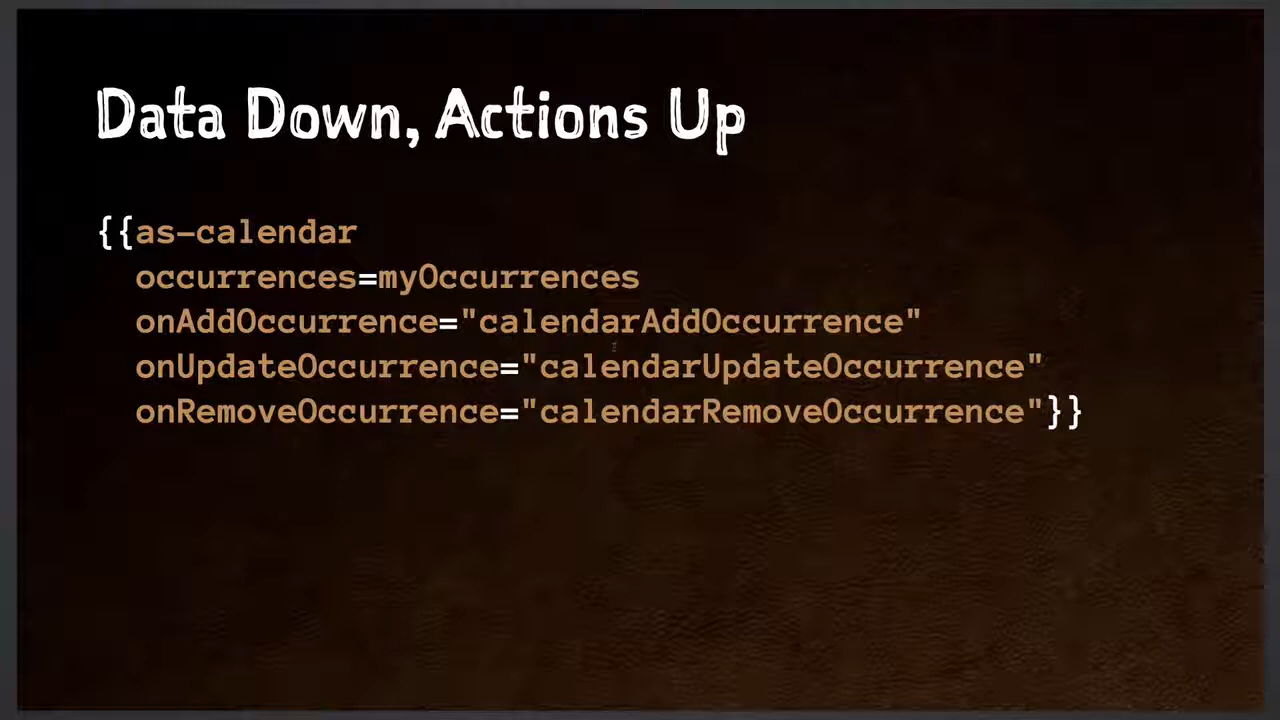 Data Down, Actions Up
{{as-calendar
occurrences=myOccurrences
onAddOccurrence="calendarAddOccurrence"
onUpdateOccurrence="calendarUpdateOccurrence"
onRemoveOccurrence="calendarRemoveOccurrence"}}